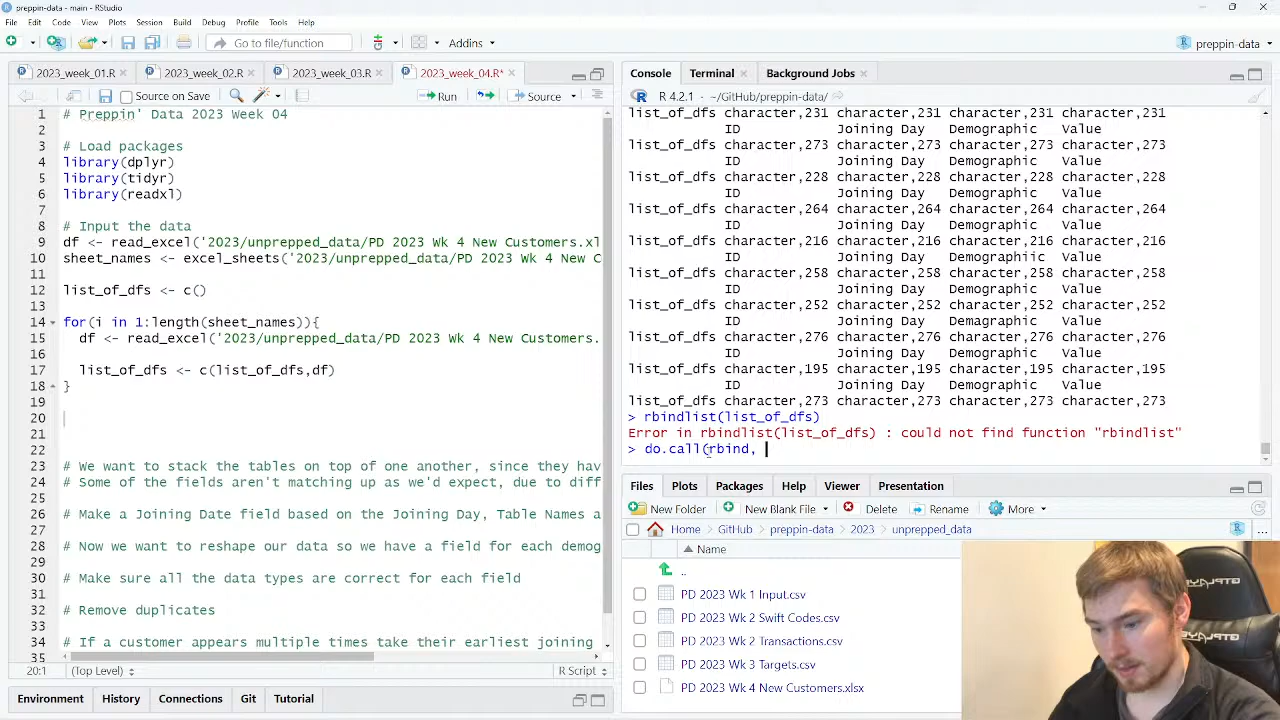 preppin-data - main - RStudio
File Edit Code View Plots Session Build Debug Profile Tools Help
Go to file/function Addins preppin-data
2023_week_01.R 2023_week_02.R 2023_week_03.R 2023_week_04.R*
Source on Save Run Source
1 # Preppin' Data 2023 Week 04
2
3 # Load packages
4 library(dplyr)
5 library(tidyr)
6 library(readxl)
7
8 # Input the data
9 df <- read_excel('2023/unprepped_data/PD 2023 Wk 4 New Customers.xl
10 sheet_names <- excel_sheets('2023/unprepped_data/PD 2023 Wk 4 New C
11
12 list_of_dfs <- c()
13
14 for(i in 1:length(sheet_names)){
15 df <- read_excel('2023/unprepped_data/PD 2023 Wk 4 New Customers.
16
17 list_of_dfs <- c(list_of_dfs,df)
18 }
19
20
21
22
23 # We want to stack the tables on top of one another, since they hav
24 # Some of the fields aren't matching up as we'd expect, due to diff
25
26 # Make a Joining Date field based on the Joining Day, Table Names a
27
28 # Now we want to reshape our data so we have a field for each demog
29
30 # Make sure all the data types are correct for each field
31
32 # Remove duplicates
33
34 # If a customer appears multiple times take their earliest joining
35
20:1 (Top Level) R Script
Environment History Connections Git Tutorial
Console Terminal Background Jobs
R 4.2.1 · ~/GitHub/preppin-data/
list_of_dfs character,231 character,231 character,231 character,231
ID Joining Day Demographic Value
list_of_dfs character,273 character,273 character,273 character,273
ID Joining Day Demographic Value
list_of_dfs character,228 character,228 character,228 character,228
ID Joining Day Demographic Value
list_of_dfs character,264 character,264 character,264 character,264
ID Joining Day Demographic Value
list_of_dfs character,216 character,216 character,216 character,216
ID Joining Day Demographiic Value
list_of_dfs character,258 character,258 character,258 character,258
ID Joining Day Demographic Value
list_of_dfs character,252 character,252 character,252 character,252
ID Joining Day Demographic Value
list_of_dfs character,276 character,276 character,276 character,276
ID Joining Day Demographic Value
list_of_dfs character,195 character,195 character,195 character,195
ID Joining Day Demographic Value
list_of_dfs character,273 character,273 character,273 character,273
> rbindlist(list_of_dfs)
Error in rbindlist(list_of_dfs) : could not find function "rbindlist"
> do.call(rbind,
Files Plots Packages Help Viewer Presentation
New Folder New Blank File Delete Rename More
Home GitHub preppin-data 2023 unprepped_data
Name
..
PD 2023 Wk 1 Input.csv
PD 2023 Wk 2 Swift Codes.csv
PD 2023 Wk 2 Transactions.csv
PD 2023 Wk 3 Targets.csv
PD 2023 Wk 4 New Customers.xlsx
GTPLAYER